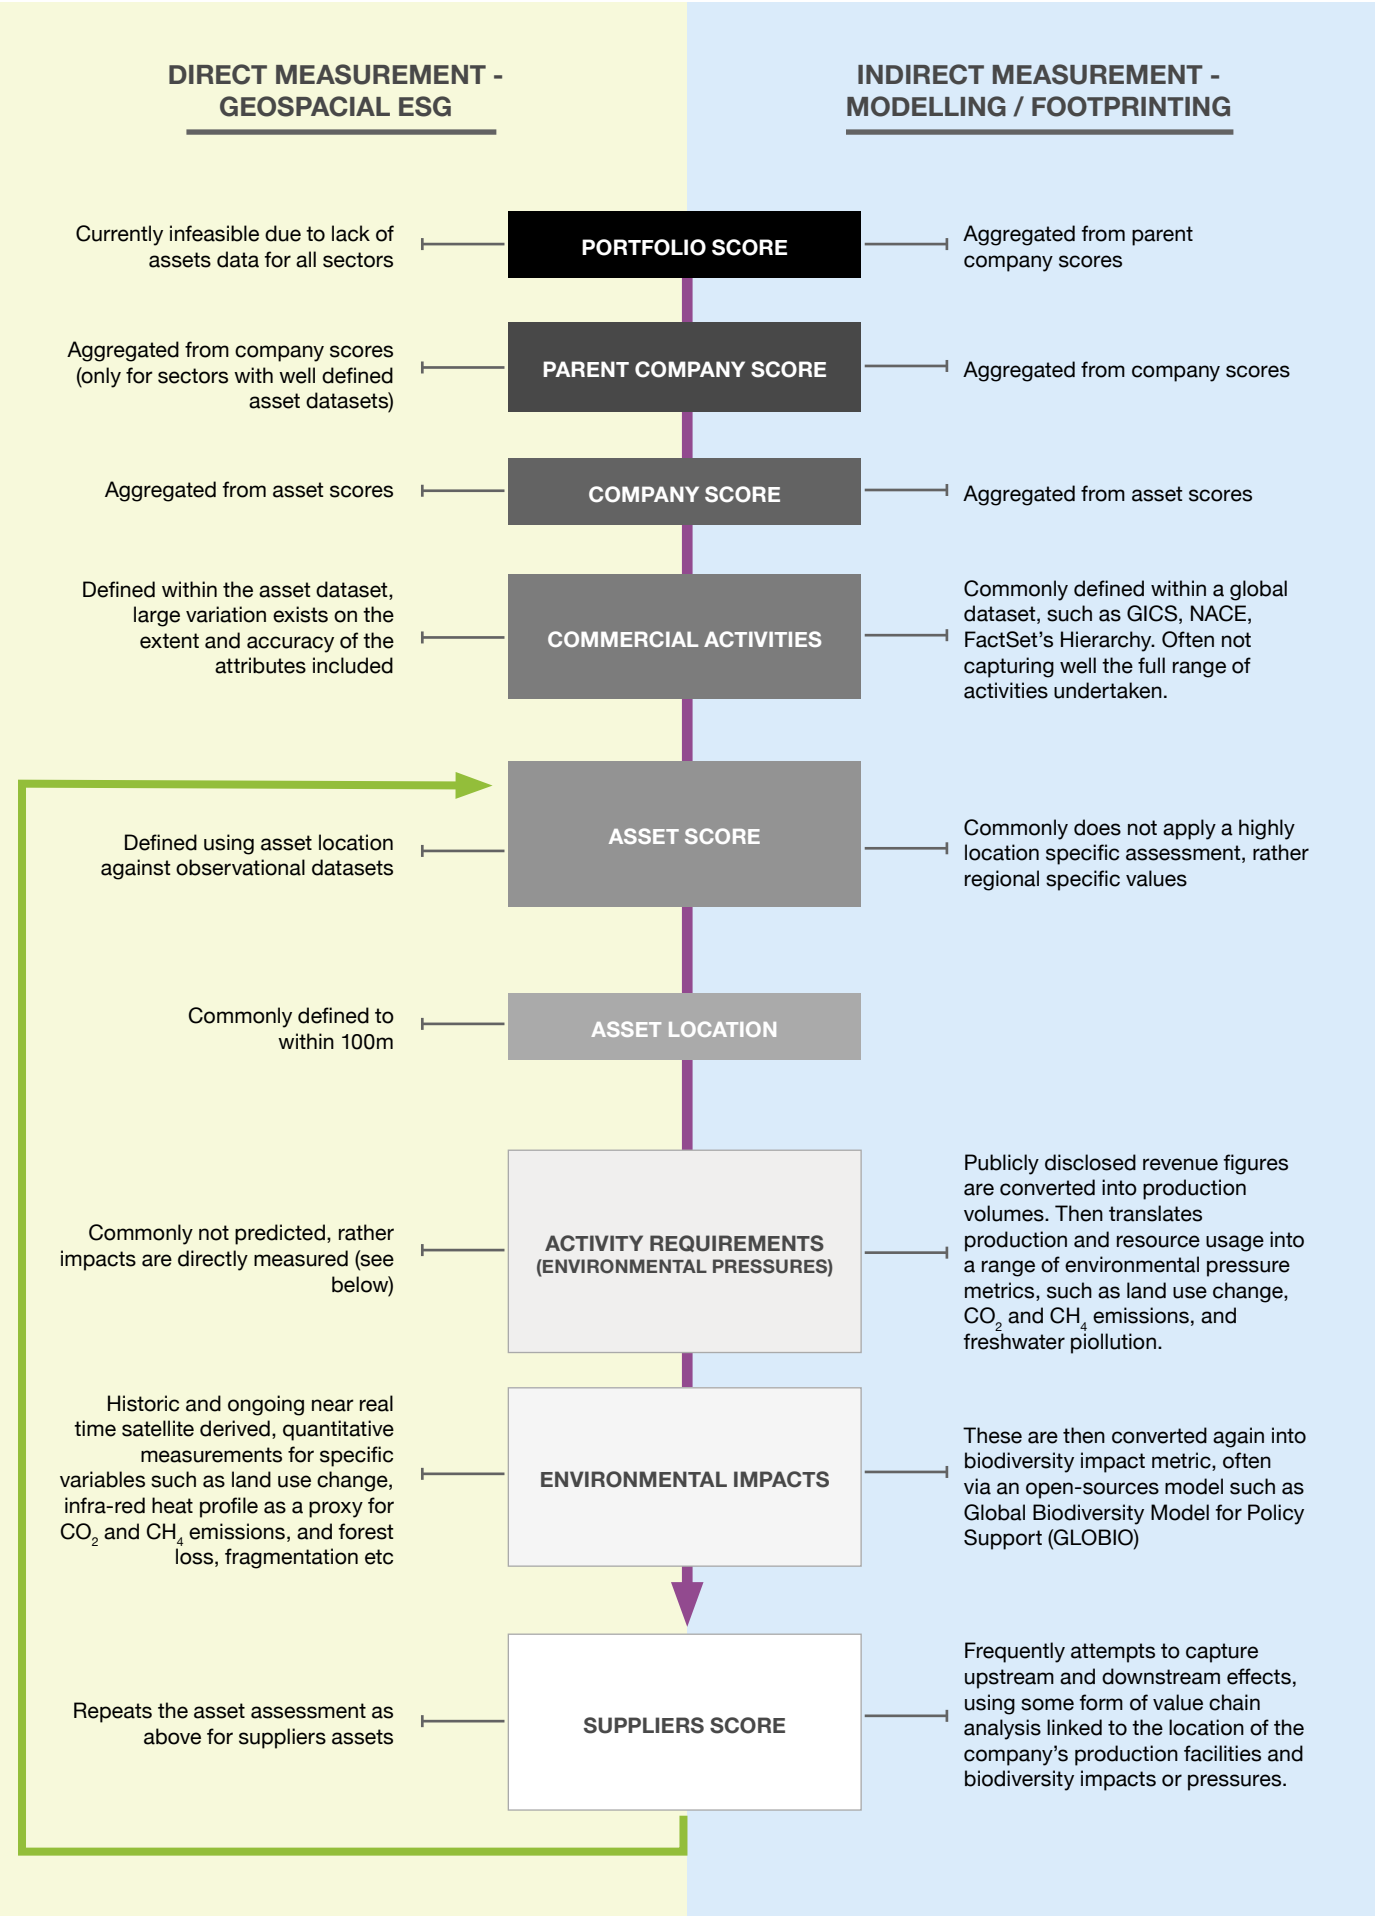 DIRECT MEASUREMENT -
GEOSPACIAL ESG
INDIRECT MEASUREMENT -
MODELLING / FOOTPRINTING
Currently infeasible due to lack of
assets data for all sectors
PORTFOLIO SCORE
Aggregated from parent
company scores
Aggregated from company scores
(only for sectors with well defined
asset datasets)
PARENT COMPANY SCORE
Aggregated from company scores
Aggregated from asset scores
COMPANY SCORE
Aggregated from asset scores
Defined within the asset dataset,
large variation exists on the
extent and accuracy of the
attributes included
COMMERCIAL ACTIVITIES
Commonly defined within a global
dataset, such as GICS, NACE,
FactSet's Hierarchy. Often not
capturing well the full range of
activities undertaken.
Defined using asset location
against observational datasets
ASSET SCORE
Commonly does not apply a highly
location specific assessment, rather
regional specific values
Commonly defined to
within 100m
ASSET LOCATION
Commonly not predicted, rather
impacts are directly measured (see
below)
ACTIVITY REQUIREMENTS
(ENVIRONMENTAL PRESSURES)
Publicly disclosed revenue figures
are converted into production
volumes. Then translates
production and resource usage into
a range of environmental pressure
metrics, such as land use change,
CO₂ and CH₄ emissions, and
freshwater piollution.
Historic and ongoing near real
time satellite derived, quantitative
measurements for specific
variables such as land use change,
infra-red heat profile as a proxy for
CO₂ and CH₄ emissions, and forest
loss, fragmentation etc
ENVIRONMENTAL IMPACTS
These are then converted again into
biodiversity impact metric, often
via an open-sources model such as
Global Biodiversity Model for Policy
Support (GLOBIO)
Repeats the asset assessment as
above for suppliers assets
SUPPLIERS SCORE
Frequently attempts to capture
upstream and downstream effects,
using some form of value chain
analysis linked to the location of the
company's production facilities and
biodiversity impacts or pressures.